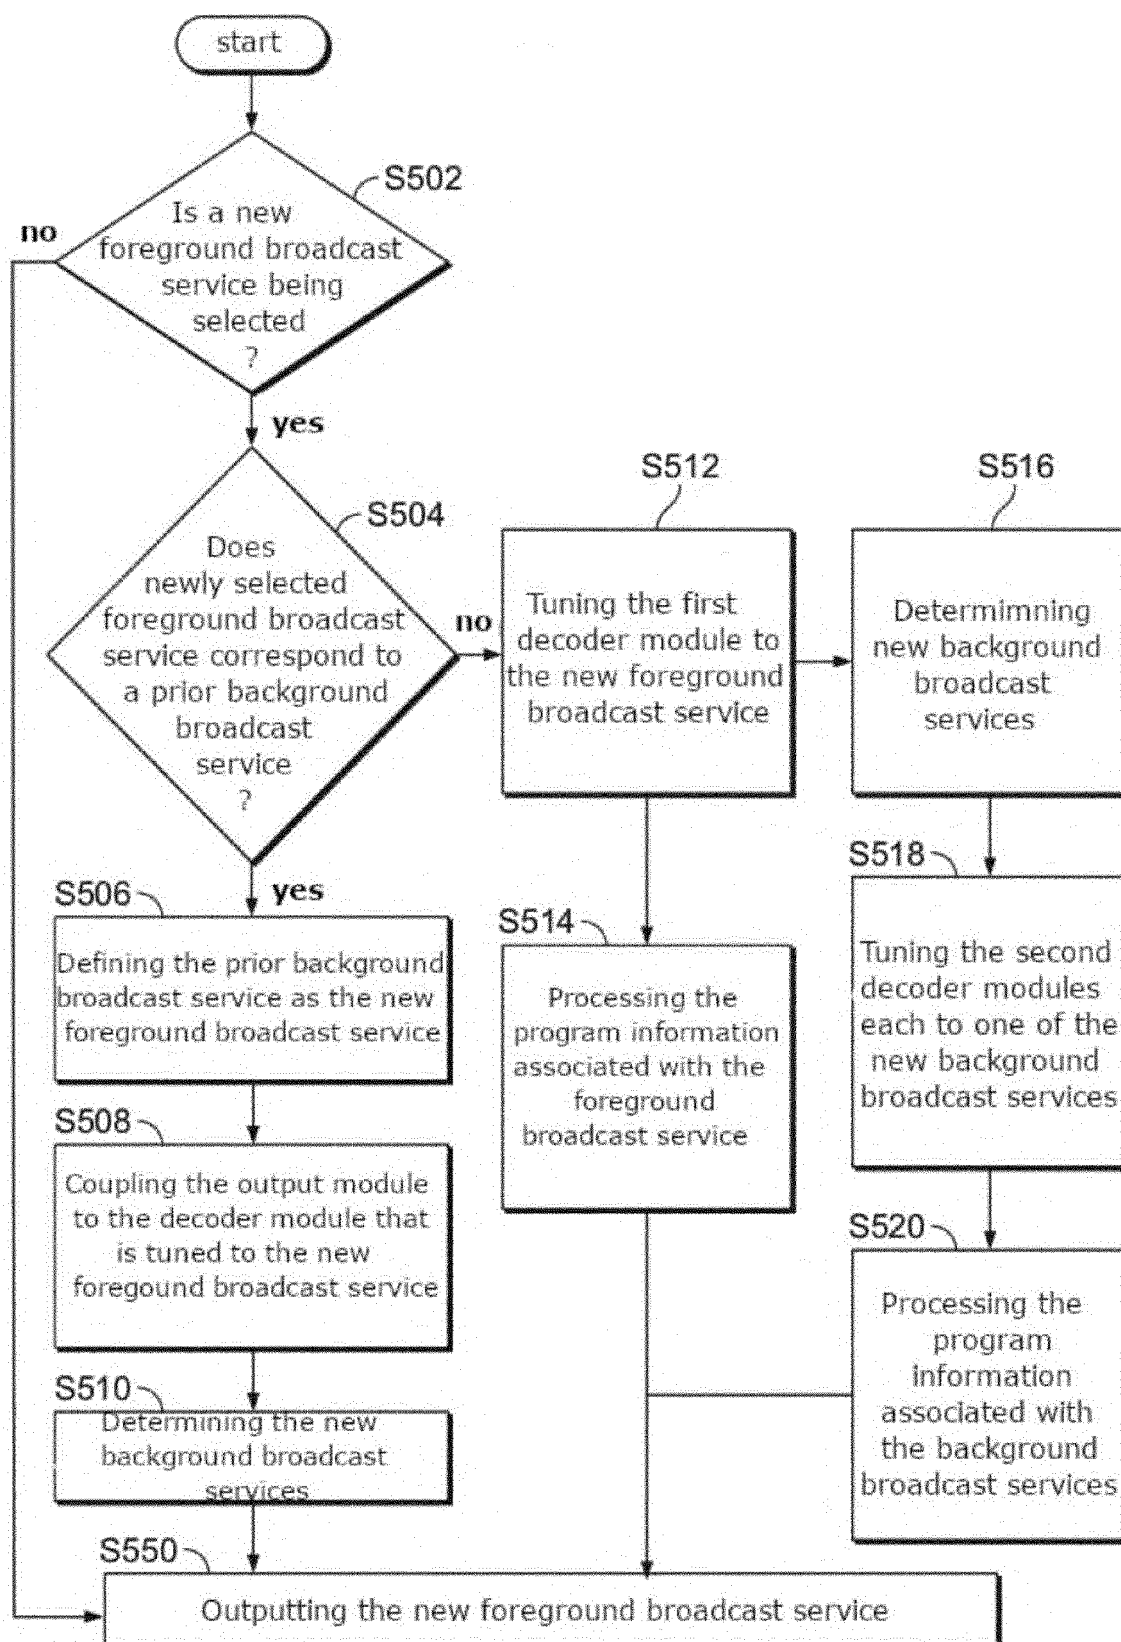 start
S502
no
Is a new
foreground broadcast
service being
selected
?
yes
S504
Does
newly selected
foreground broadcast
service correspond to
a prior background
broadcast
service
?
no
yes
S512
Tuning the first
decoder module to
the new foreground
broadcast service
S516
Determimning
new background
broadcast
services
S506
Defining the prior background
broadcast service as the new
foreground broadcast service
S514
Processing the
program information
associated with the
foreground
broadcast service
S518
Tuning the second
decoder modules
each to one of the
new background
broadcast services
S508
Coupling the output module
to the decoder module that
is tuned to the new
foregound broadcast service
S520
Processing the
program
information
associated with
the background
broadcast services
S510
Determining the new
background broadcast
services
S550
Outputting the new foreground broadcast service